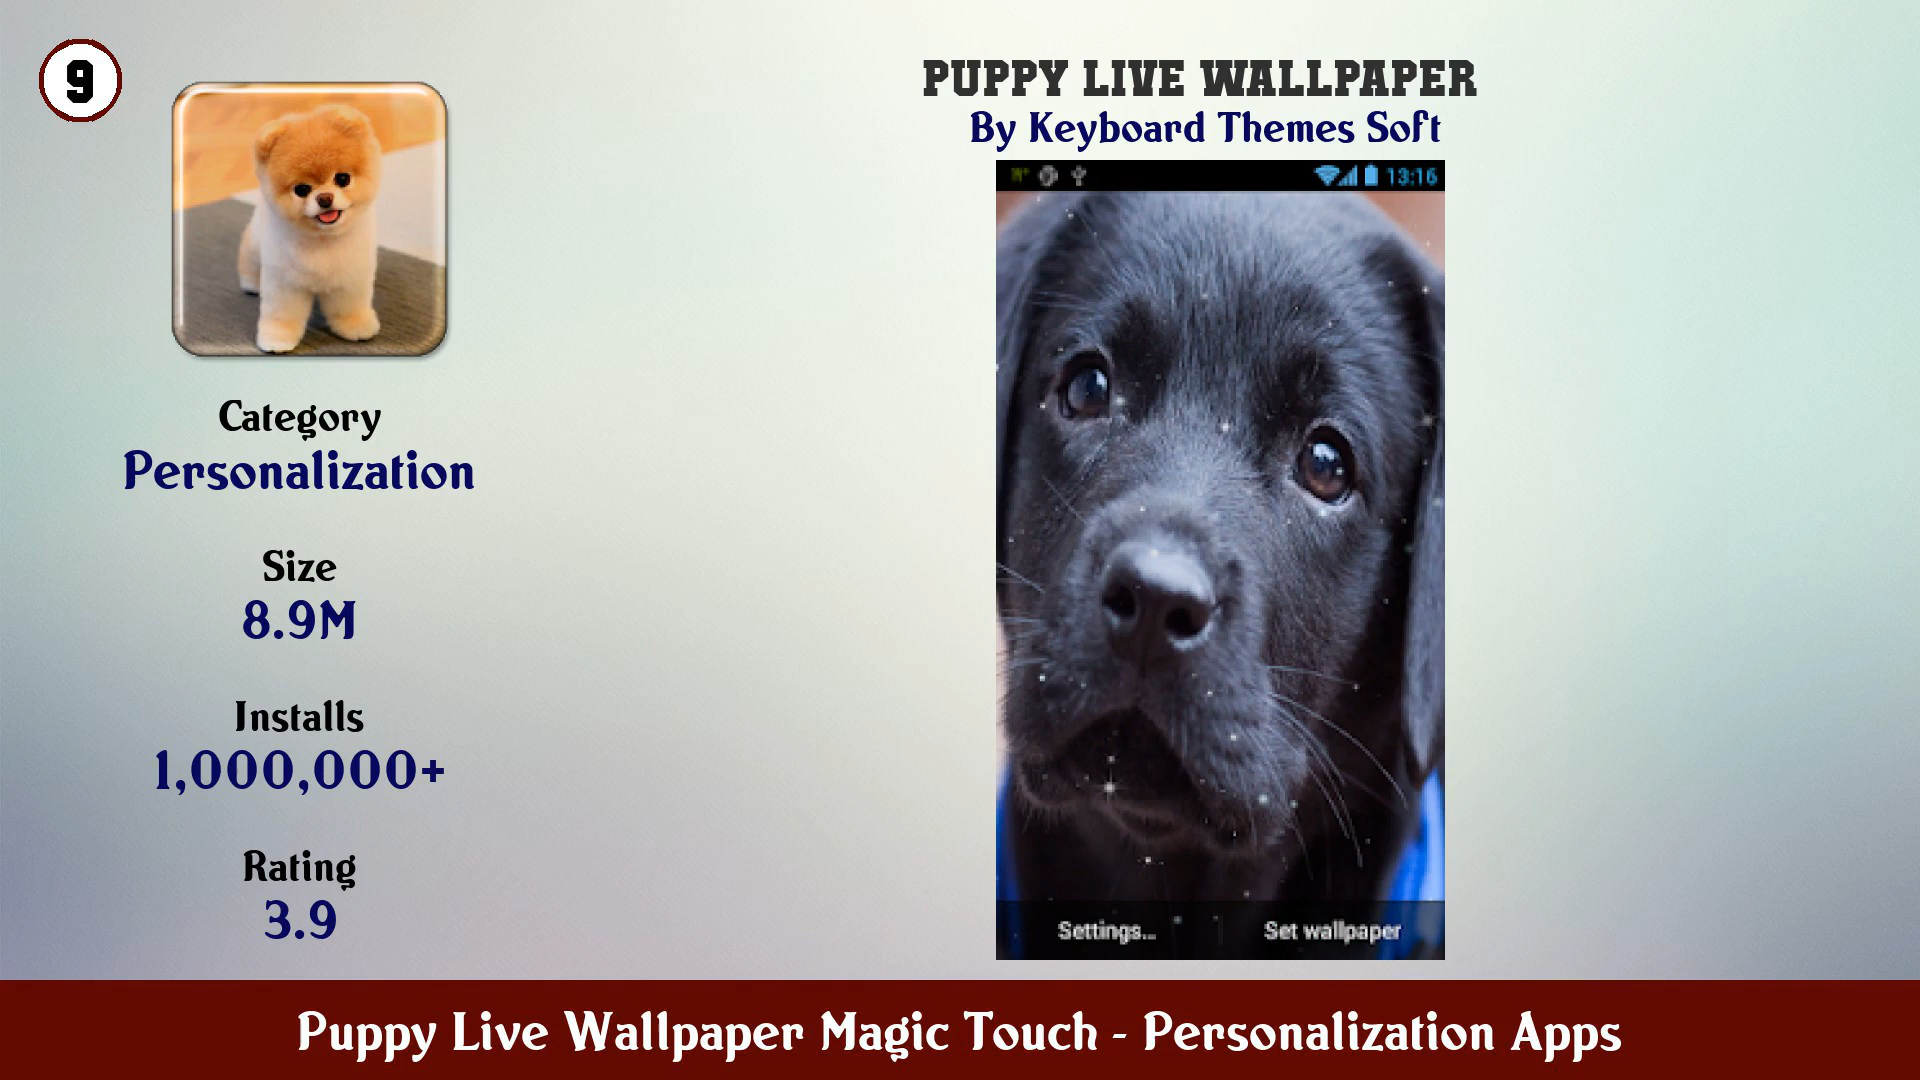 9
PUPPY LIVE WALLPAPER
By Keyboard Themes Soft
13:16
Category
Personalization
Size
8.9M
Installs
1,000,000+
Rating
3.9
Settings...
Set wallpaper
Puppy Live Wallpaper Magic Touch - Personalization Apps